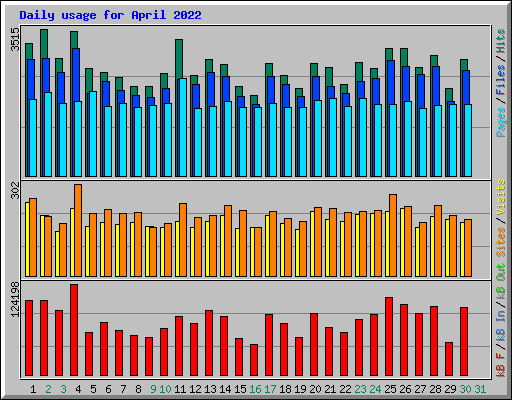 Daily usage for April 2022
3515
Pages / Files / Hits
302
Sites / Visits
124198
kB F / kB In / kB Out
1 2 3 4 5 6 7 8 9 10 11 12 13 14 15 16 17 18 19 20 21 22 23 24 25 26 27 28 29 30 31